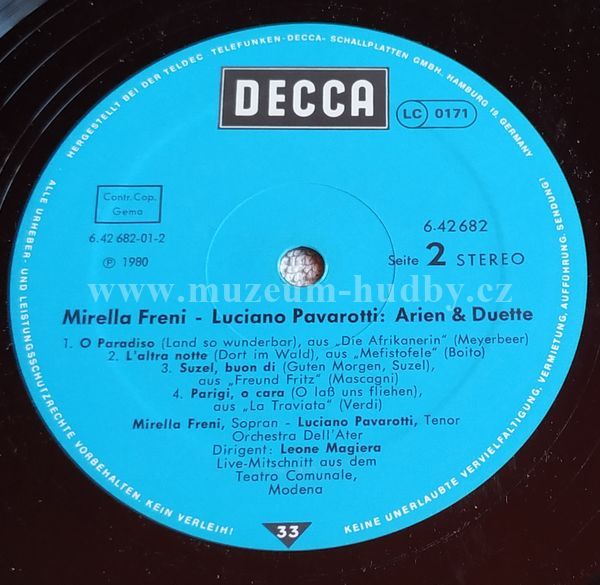 HERGESTELLT BEI DER TELDEC · TELEFUNKEN-DECCA- SCHALLPLATTEN GMBH., HAMBURG 19, GERMANY
DECCA
LC 0171
Contr. Cop.
Gema
6.42 682-01-2
Ⓟ 1980
6.42 682
Seite 2 STEREO
www.muzeum-hudby.cz
Mirella Freni - Luciano Pavarotti: Arien & Duette
1. O Paradiso (Land so wunderbar), aus „Die Afrikanerin" (Meyerbeer)
2. L'altra notte (Dort im Wald), aus „Mefistofele" (Boito)
3. Suzel, buon di (Guten Morgen, Suzel),
aus „Freund Fritz" (Mascagni)
4. Parigi, o cara (O laß uns fliehen),
aus „La Traviata" (Verdi)
Mirella Freni, Sopran - Luciano Pavarotti, Tenor
Orchestra Dell'Ater
Dirigent: Leone Magiera
Live-Mitschnitt aus dem
Teatro Comunale,
Modena
33
ALLE URHEBER- UND LEISTUNGSSCHUTZRECHTE VORBEHALTEN. KEIN VERLEIH!
KEINE UNERLAUBTE VERVIELFÄLTIGUNG, VERMIETUNG, AUFFÜHRUNG, SENDUNG!